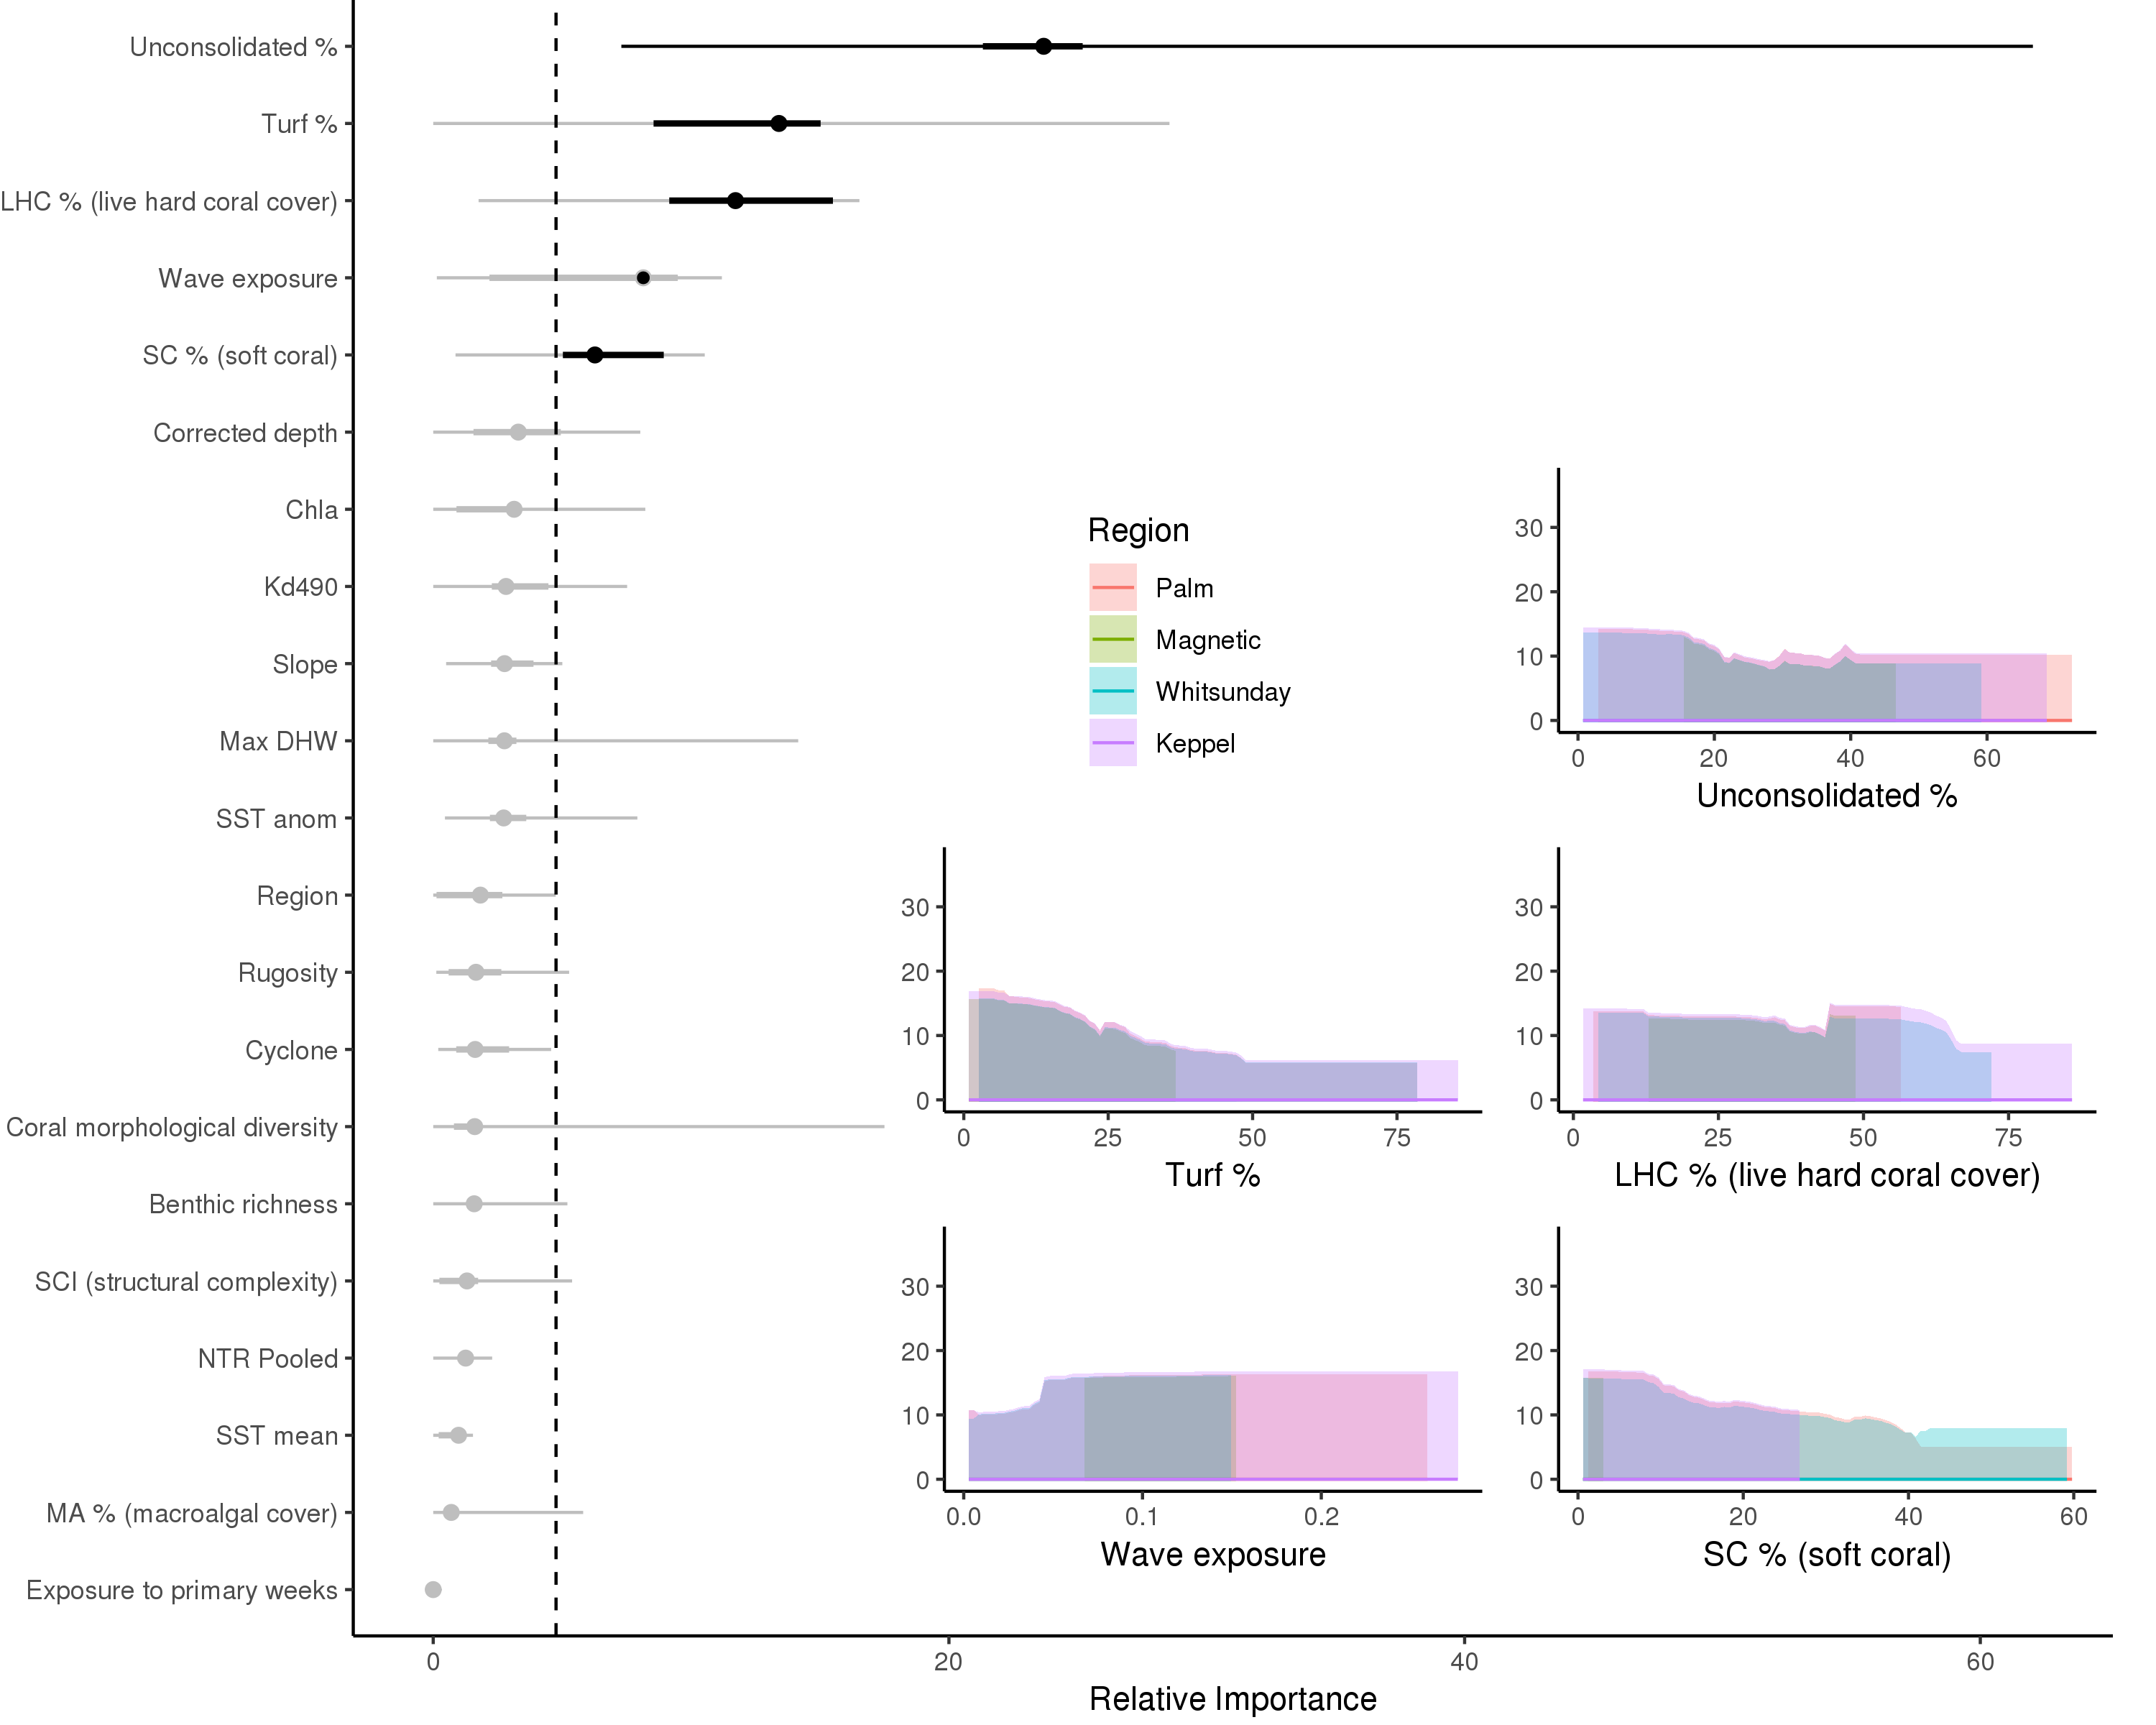 Unconsolidated %
Turf %
LHC % (live hard coral cover)
Wave exposure
SC % (soft coral)
Corrected depth
Chla
Kd490
Slope
Max DHW
SST anom
Region
Rugosity
Cyclone
Coral morphological diversity
Benthic richness
SCI (structural complexity)
NTR Pooled
SST mean
MA % (macroalgal cover)
Exposure to primary weeks
0 20 40 60
Relative Importance
Region
Palm
Magnetic
Whitsunday
Keppel
30
20
10
0
0 20 40 60
Unconsolidated %
30
20
10
0
0 25 50 75
Turf %
30
20
10
0
0 25 50 75
LHC % (live hard coral cover)
30
20
10
0
0.0 0.1 0.2
Wave exposure
30
20
10
0
0 20 40 60
SC % (soft coral)